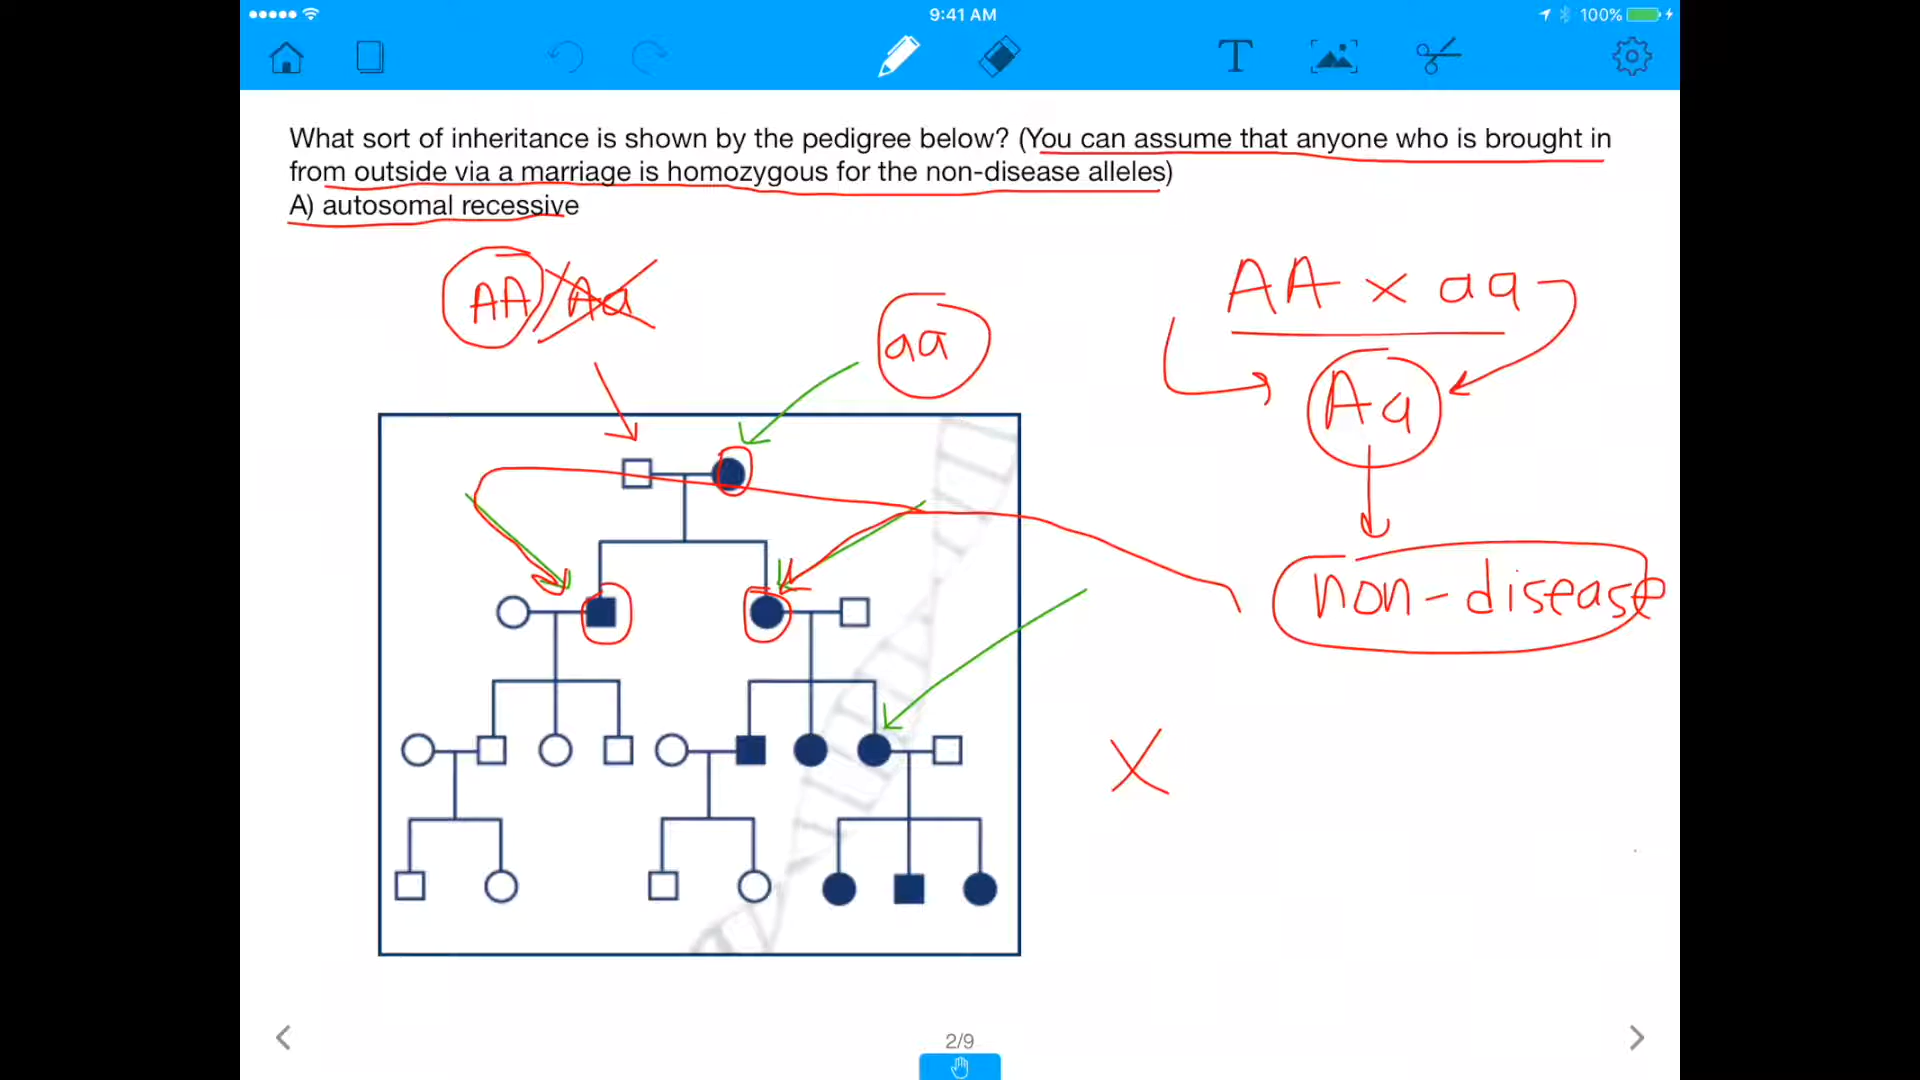 9:41 AM
100%
T
What sort of inheritance is shown by the pedigree below? (You can assume that anyone who is brought in
from outside via a marriage is homozygous for the non-disease alleles)
A) autosomal recessive
AA / Aa
aa
AA x aa
Aa
non-disease
X
2/9